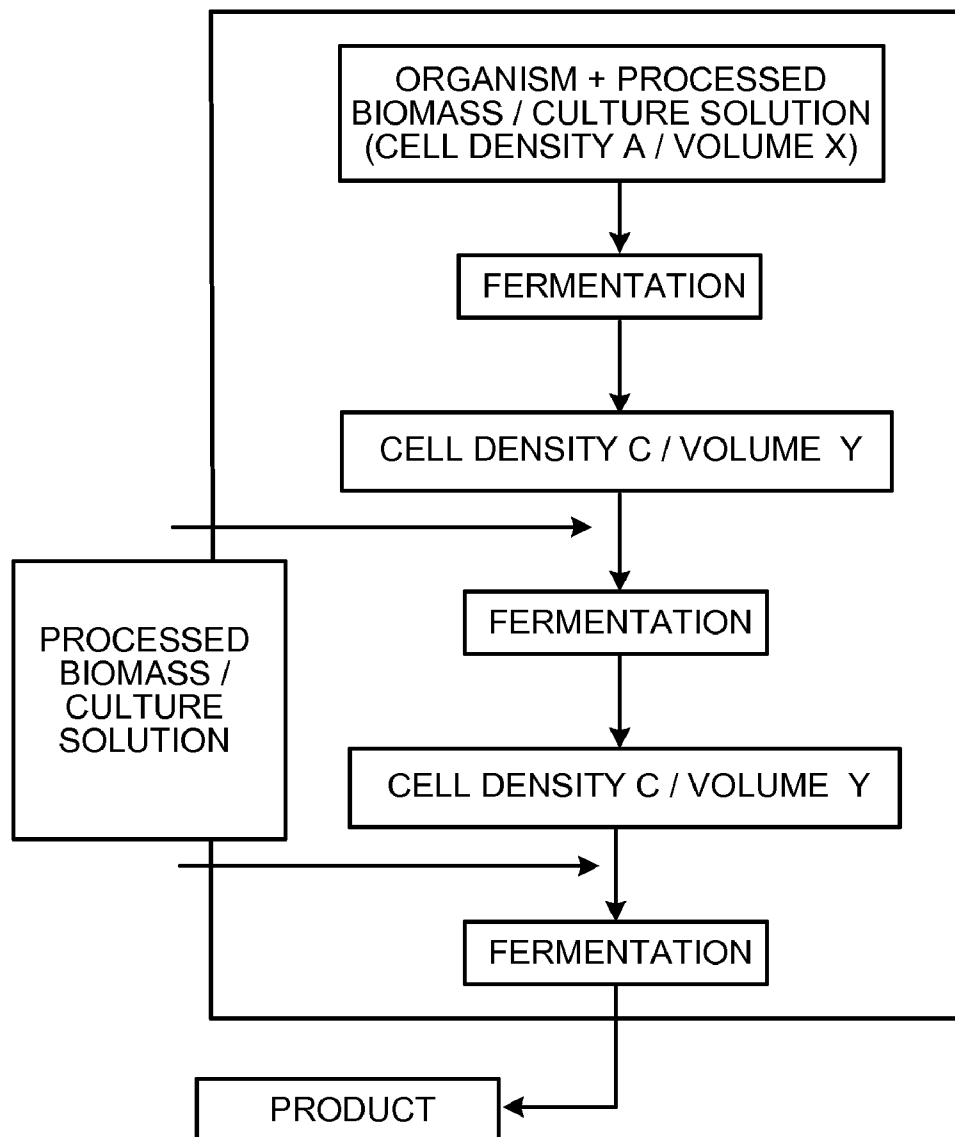 ORGANISM + PROCESSED
BIOMASS / CULTURE SOLUTION
(CELL DENSITY A / VOLUME X)
FERMENTATION
CELL DENSITY C / VOLUME Y
FERMENTATION
PROCESSED
BIOMASS /
CULTURE
SOLUTION
CELL DENSITY C / VOLUME Y
FERMENTATION
PRODUCT